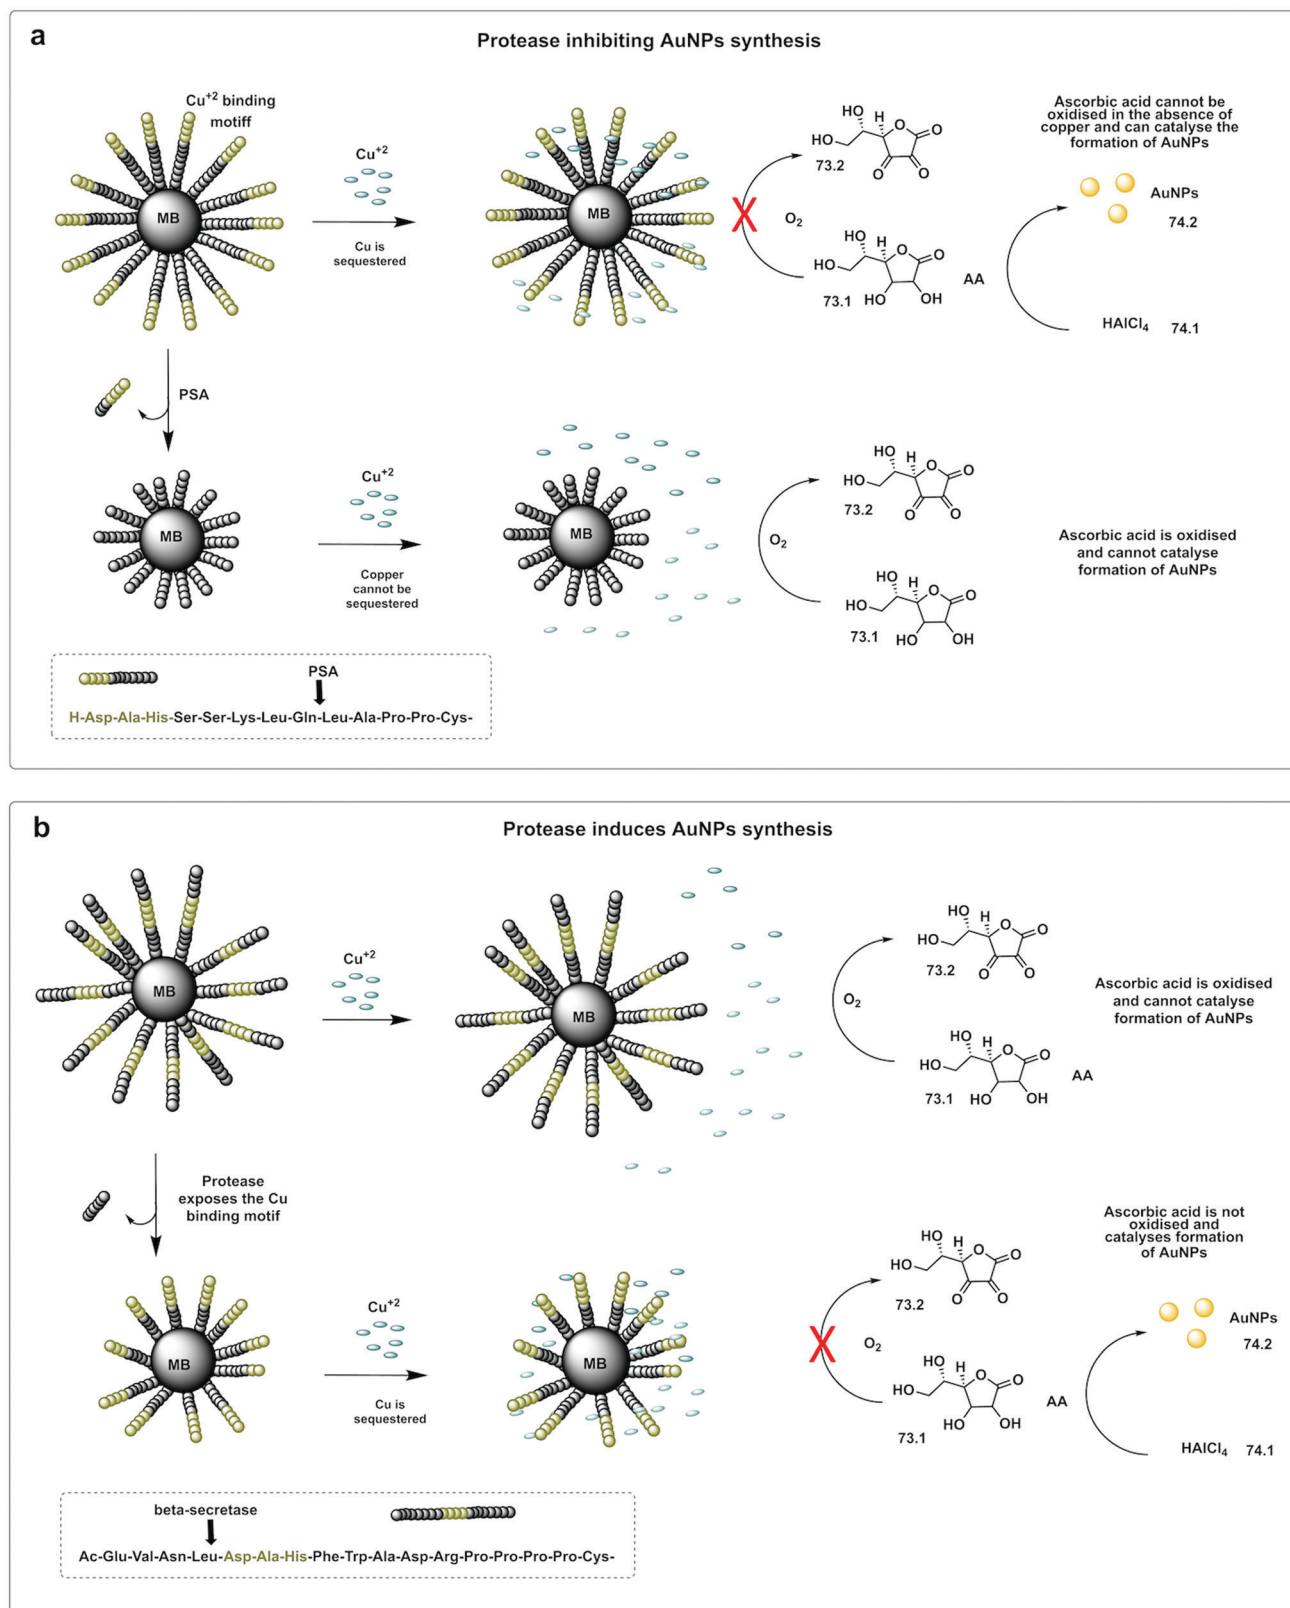 a
Protease inhibiting AuNPs synthesis
Cu+2 binding
motiff
MB
Cu+2
Cu is
sequestered
MB
HO
H
O
O
HO
O
O
73.2
O2
HO
H
O
O
HO
HO
OH
73.1
AA
Ascorbic acid cannot be
oxidised in the absence of
copper and can catalyse the
formation of AuNPs
AuNPs
74.2
HAlCl4 74.1
PSA
MB
Cu+2
Copper
cannot be
sequestered
MB
HO
H
O
O
HO
O
O
73.2
O2
HO
H
O
O
HO
HO
OH
73.1
Ascorbic acid is oxidised
and cannot catalyse
formation of AuNPs
PSA
H-Asp-Ala-His-Ser-Ser-Lys-Leu-Gln-Leu-Ala-Pro-Pro-Cys-
b
Protease induces AuNPs synthesis
MB
Cu+2
MB
HO
H
O
O
HO
O
O
73.2
O2
HO
H
O
O
HO
HO
OH
73.1
AA
Ascorbic acid is oxidised
and cannot catalyse
formation of AuNPs
Protease
exposes the Cu
binding motif
MB
Cu+2
Cu is
sequestered
MB
HO
H
O
O
HO
O
O
73.2
O2
HO
H
O
O
HO
HO
OH
73.1
AA
Ascorbic acid is not
oxidised and
catalyses formation
of AuNPs
AuNPs
74.2
HAlCl4 74.1
beta-secretase
Ac-Glu-Val-Asn-Leu-Asp-Ala-His-Phe-Trp-Ala-Asp-Arg-Pro-Pro-Pro-Pro-Cys-